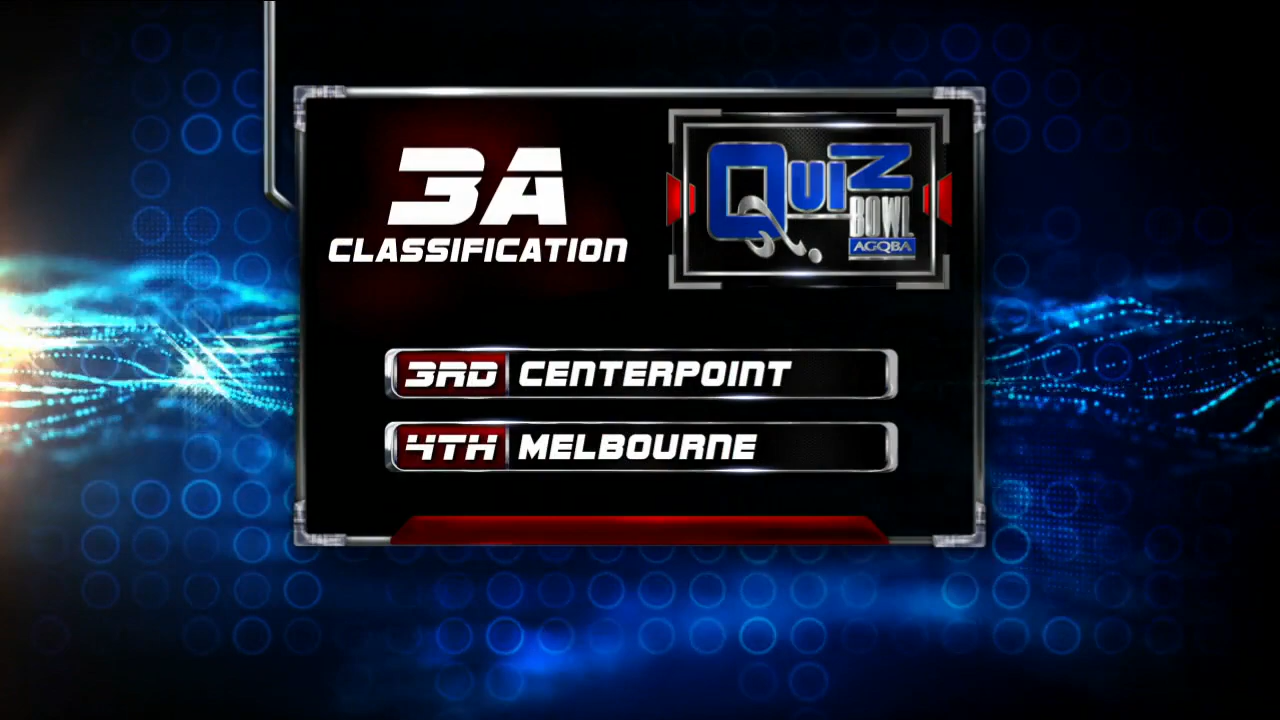 3A
CLASSIFICATION
QUIZ
BOWL
AGQBA
3RD CENTERPOINT
4TH MELBOURNE